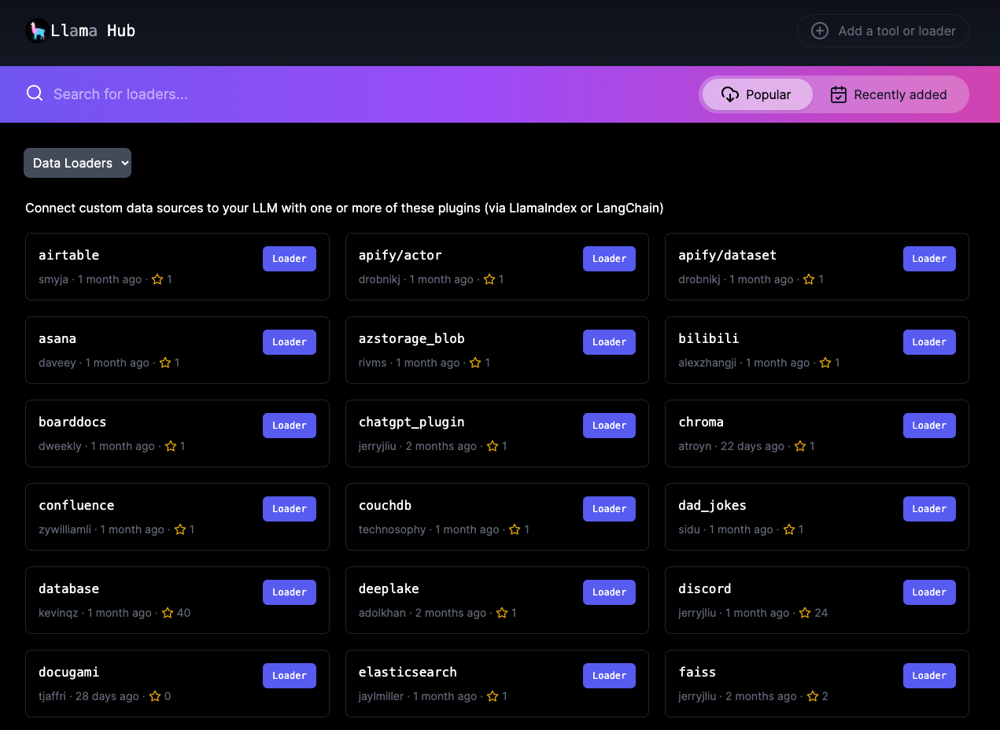 Llama Hub
Add a tool or loader
Search for loaders...
Popular
Recently added
Data Loaders
Connect custom data sources to your LLM with one or more of these plugins (via LlamaIndex or LangChain)
airtable
Loader
smyja · 1 month ago · 1
apify/actor
Loader
drobnikj · 1 month ago · 1
apify/dataset
Loader
drobnikj · 1 month ago · 1
asana
Loader
daveey · 1 month ago · 1
azstorage_blob
Loader
rivms · 1 month ago · 1
bilibili
Loader
alexzhangji · 1 month ago · 1
boarddocs
Loader
dweekly · 1 month ago · 1
chatgpt_plugin
Loader
jerryjliu · 2 months ago · 1
chroma
Loader
atroyn · 22 days ago · 1
confluence
Loader
zywilliamli · 1 month ago · 1
couchdb
Loader
technosophy · 1 month ago · 1
dad_jokes
Loader
sidu · 1 month ago · 1
database
Loader
kevinqz · 1 month ago · 40
deeplake
Loader
adolkhan · 2 months ago · 1
discord
Loader
jerryjliu · 1 month ago · 24
docugami
Loader
tjaffri · 28 days ago · 0
elasticsearch
Loader
jaylmiller · 1 month ago · 1
faiss
Loader
jerryjliu · 2 months ago · 2